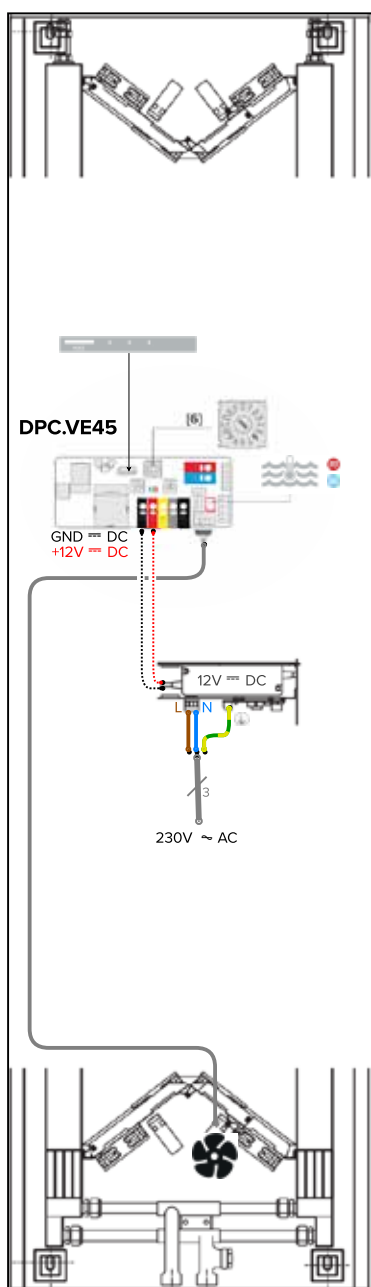 [6]
DPC.VE45
GND ⎓ DC
+12V ⎓ DC
12V ⎓ DC
L N
3
230V ~ AC